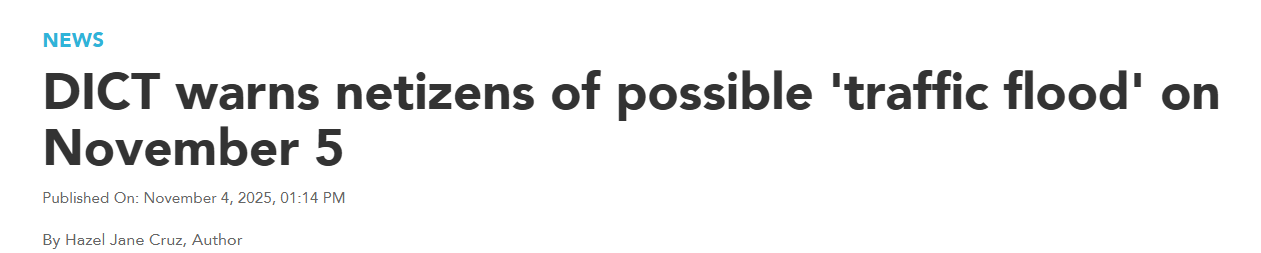 NEWS
DICT warns netizens of possible 'traffic flood' on
November 5
Published On: November 4, 2025, 01:14 PM
By Hazel Jane Cruz, Author